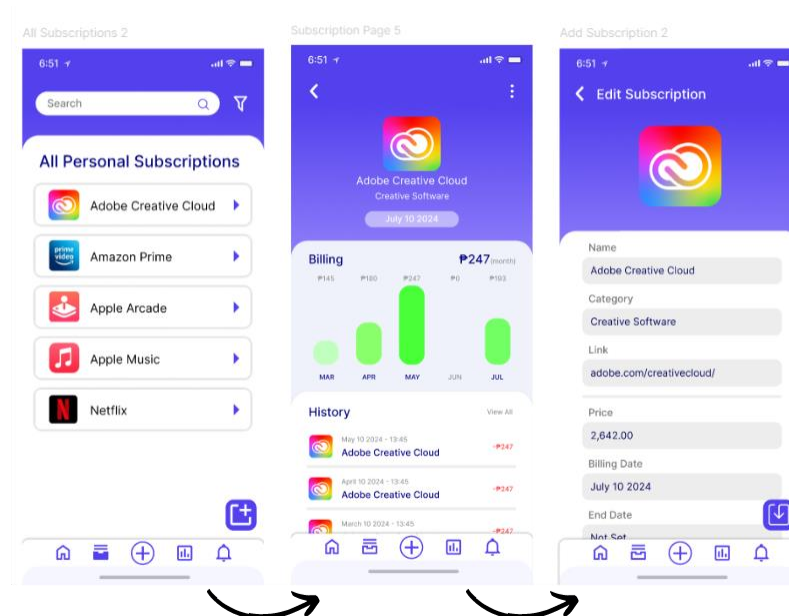 All Subscriptions 2
6:51
Search
All Personal Subscriptions
Adobe Creative Cloud
prime video
Amazon Prime
Apple Arcade
Apple Music
N
Netflix
Subscription Page 5
6:51
Adobe Creative Cloud
Creative Software
July 10 2024
Billing
₱247 (month)
₱145 ₱180 ₱247 ₱0 ₱193
MAR APR MAY JUN JUL
History
View All
May 10 2024 - 13:45
Adobe Creative Cloud
-₱247
April 10 2024 - 13:45
Adobe Creative Cloud
-₱247
March 10 2024 - 13:45
-₱247
Add Subscription 2
6:51
Edit Subscription
Name
Adobe Creative Cloud
Category
Creative Software
Link
adobe.com/creativecloud/
Price
2,642.00
Billing Date
July 10 2024
End Date
Not Set